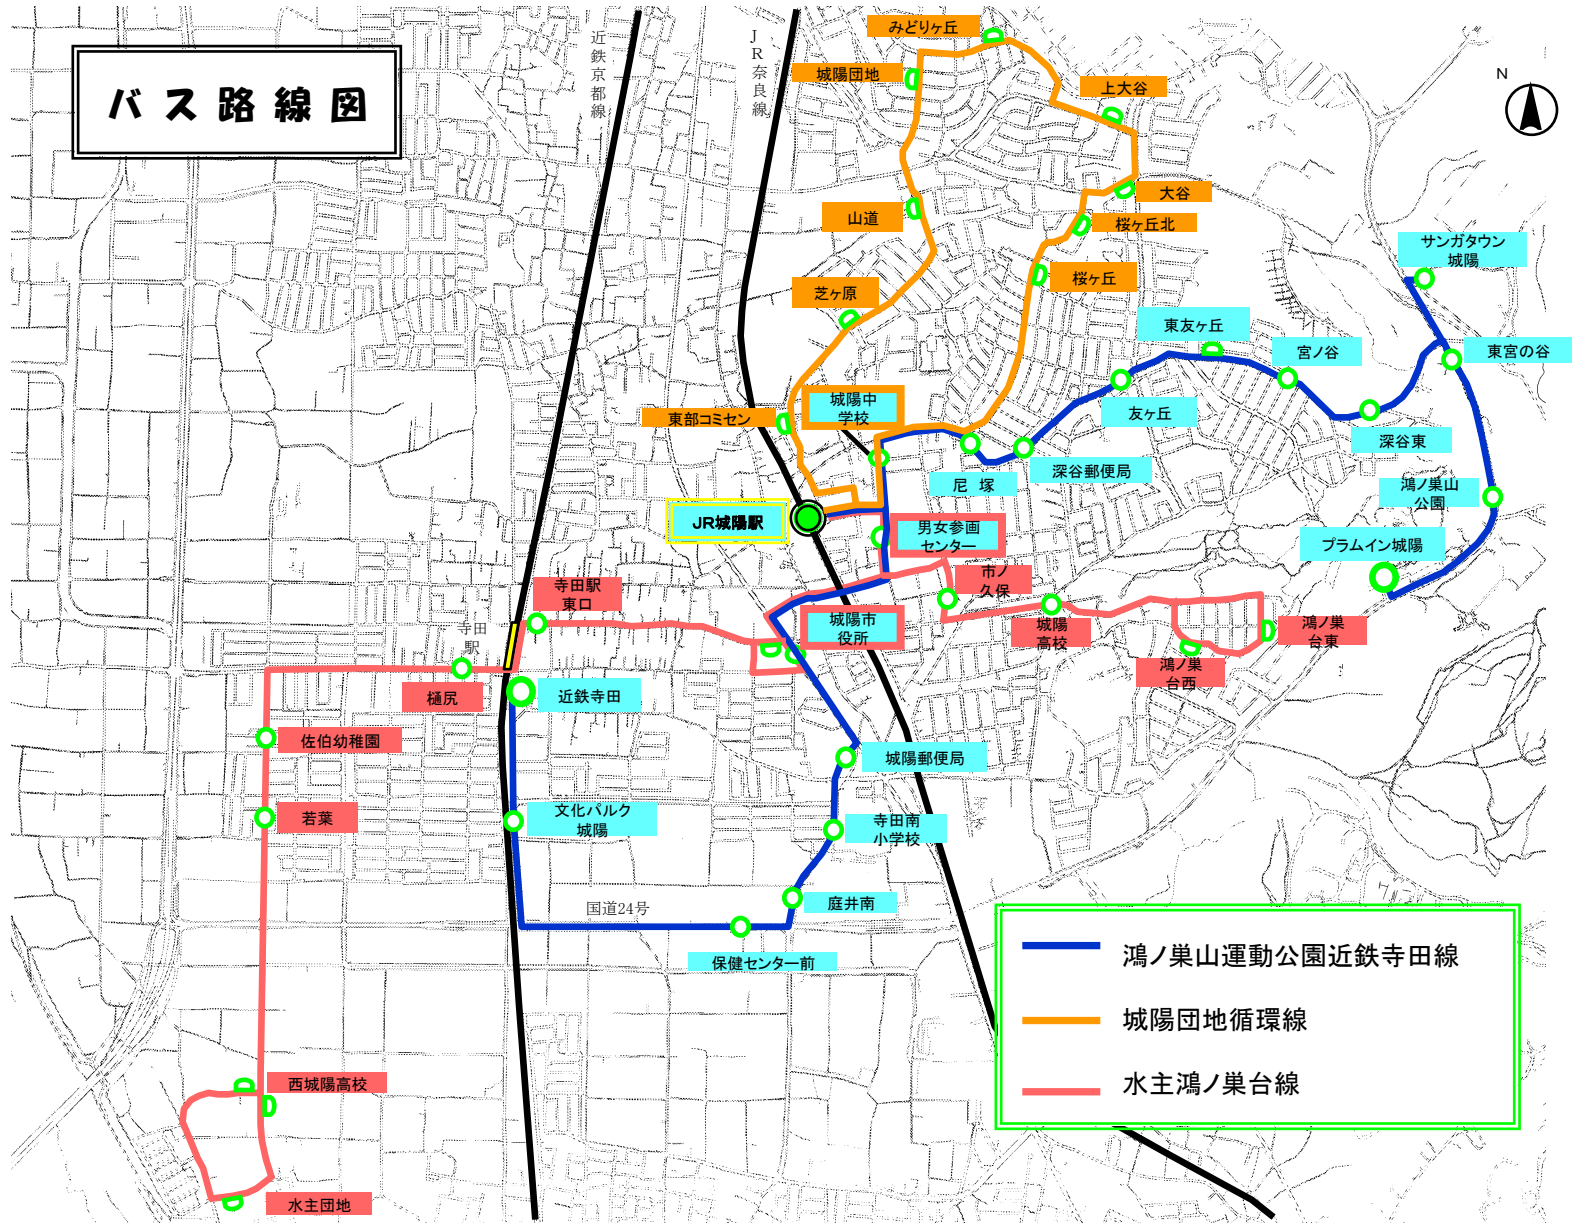 バス路線図
近鉄京都線
JR奈良線
N
みどりヶ丘
城陽団地
上大谷
大谷
山道
桜ヶ丘北
桜ヶ丘
サンガタウン
城陽
芝ヶ原
東友ヶ丘
宮ノ谷
東宮の谷
城陽中
学校
東部コミセン
友ヶ丘
深谷東
深谷郵便局
尼 塚
鴻ノ巣山
公園
JR城陽駅
男女参画
センター
プラムイン城陽
寺田駅
東口
市ノ
久保
城陽
高校
鴻ノ巣
台東
鴻ノ巣
台西
城陽市
役所
寺田
駅
樋尻
近鉄寺田
佐伯幼稚園
城陽郵便局
若葉
文化パルク
城陽
寺田南
小学校
庭井南
国道24号
保健センター前
鴻ノ巣山運動公園近鉄寺田線
城陽団地循環線
水主鴻ノ巣台線
西城陽高校
水主団地